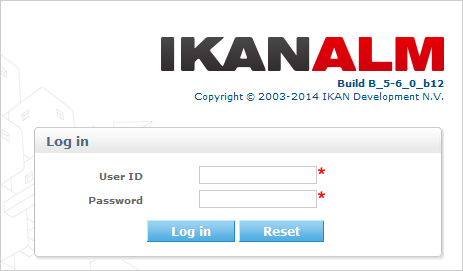 IKANALM
Build B_5-6_0_b12
Copyright © 2003-2014 IKAN Development N.V.
Log in
User ID *
Password *
Log in Reset